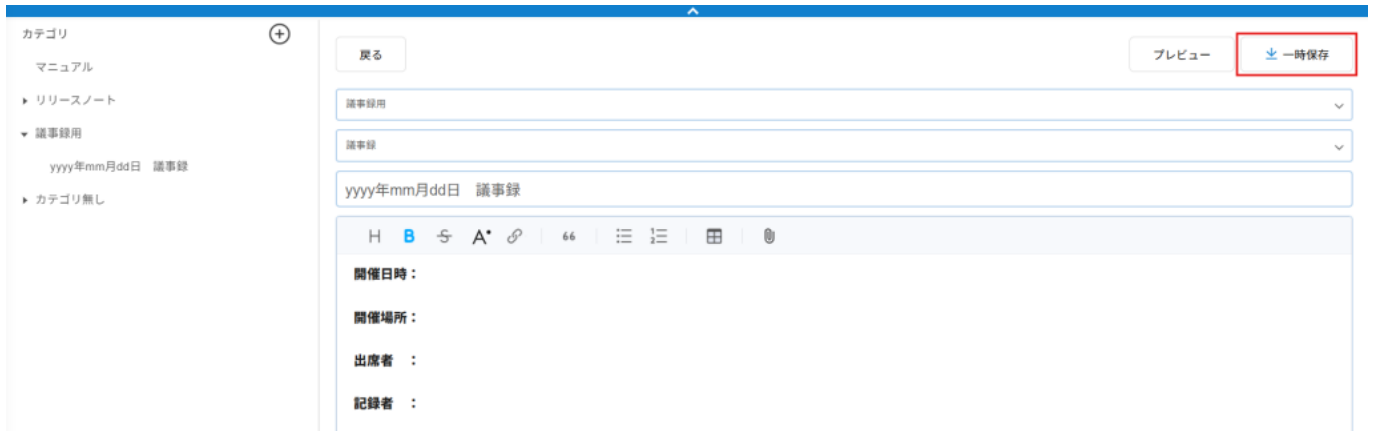 カテゴリ
マニュアル
リリースノート
議事録用
yyyy年mm月dd日　議事録
カテゴリ無し
戻る
プレビュー
一時保存
議事録用
議事録
yyyy年mm月dd日　議事録
H B S A 66
開催日時：
開催場所：
出席者　：
記録者　：